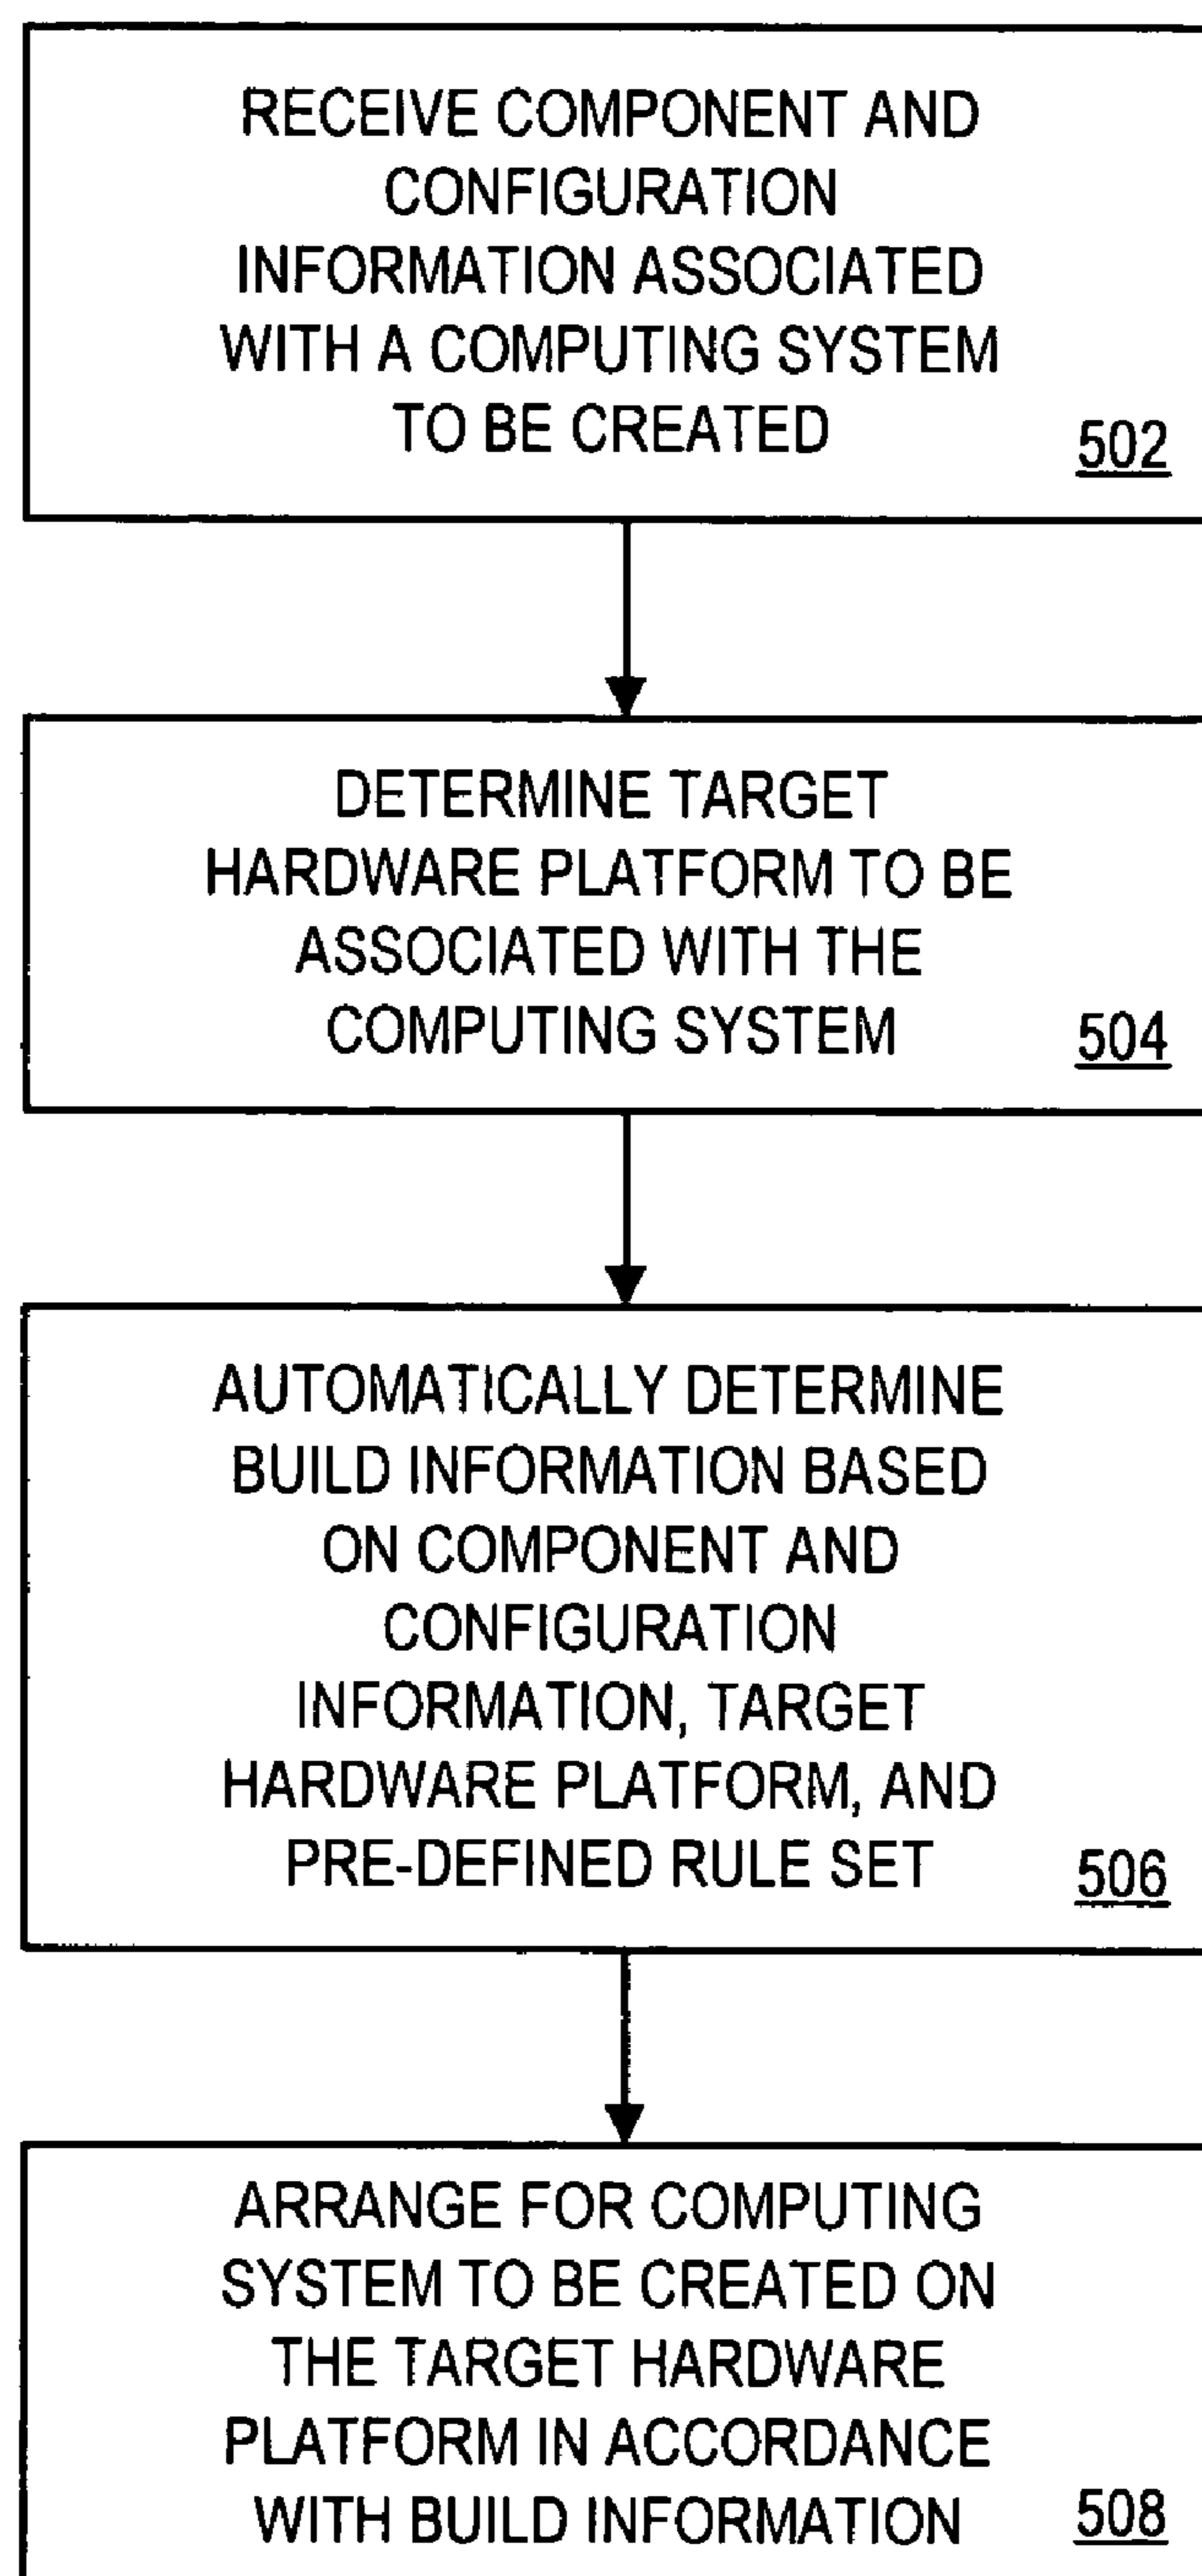 RECEIVE COMPONENT AND
CONFIGURATION
INFORMATION ASSOCIATED
WITH A COMPUTING SYSTEM
TO BE CREATED
502
DETERMINE TARGET
HARDWARE PLATFORM TO BE
ASSOCIATED WITH THE
COMPUTING SYSTEM
504
AUTOMATICALLY DETERMINE
BUILD INFORMATION BASED
ON COMPONENT AND
CONFIGURATION
INFORMATION, TARGET
HARDWARE PLATFORM, AND
PRE-DEFINED RULE SET
506
ARRANGE FOR COMPUTING
SYSTEM TO BE CREATED ON
THE TARGET HARDWARE
PLATFORM IN ACCORDANCE
WITH BUILD INFORMATION
508